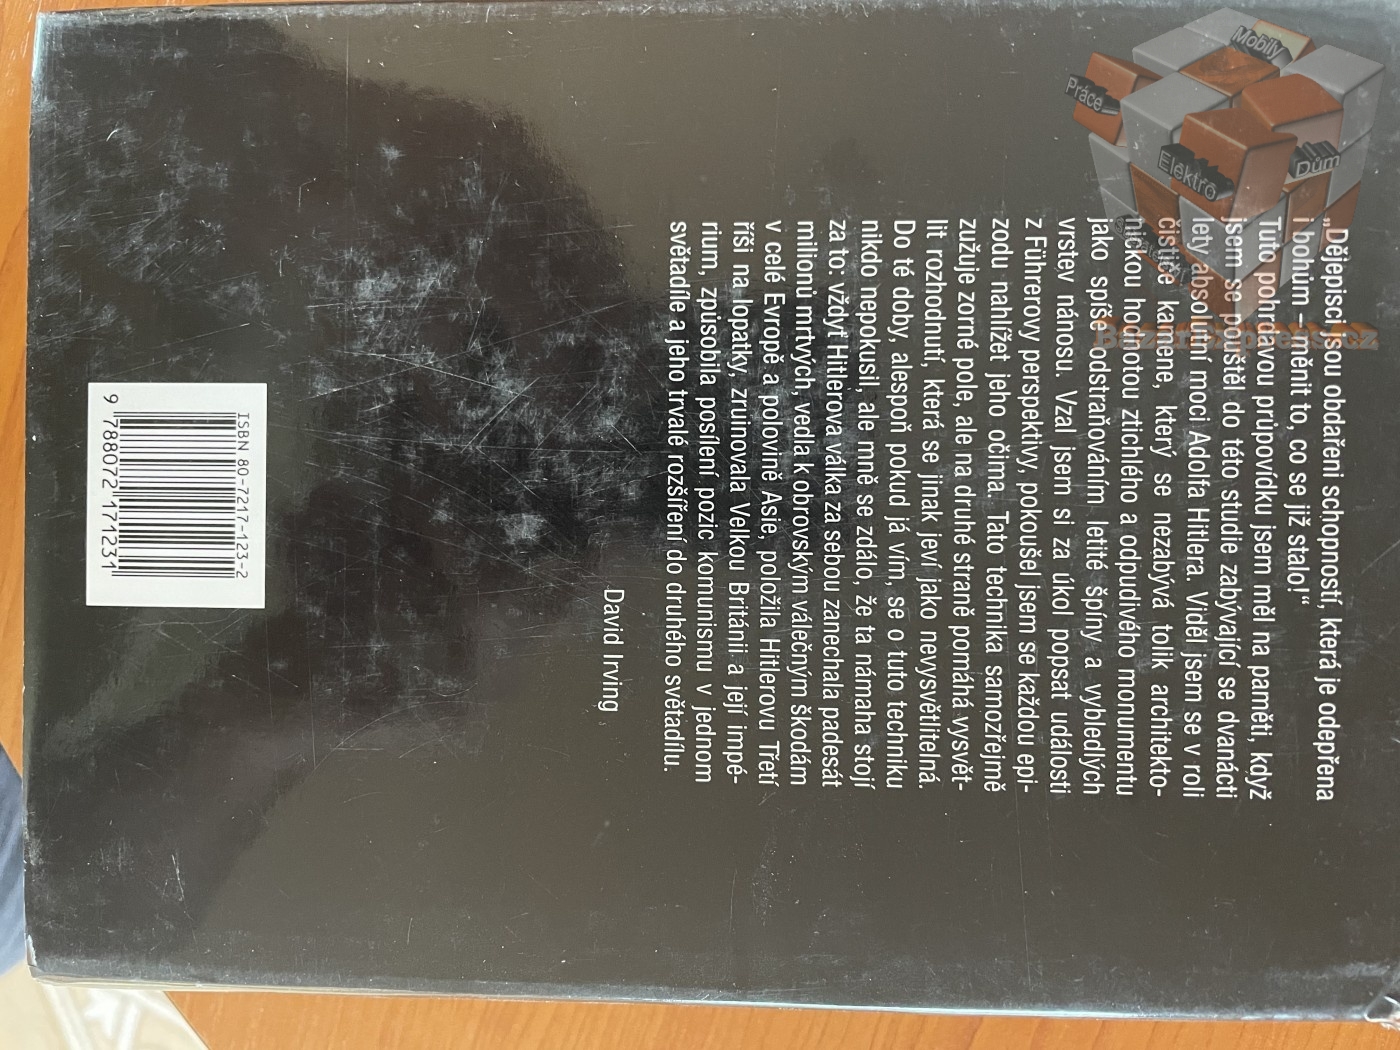 „Dějepisci jsou obdařeni schopností, která je odepřena
i bohům – měnit to, co se již stalo!“
Tuto pohrdavou průpovídku jsem měl na paměti, když
jsem se pouštěl do této studie zabývající se dvanácti
lety absolutní moci Adolfa Hitlera. Viděl jsem se v roli
čističe kamene, který se nezabývá tolik architekto-
nickou hodnotou ztichlého a odpudivého monumentu
jako spíše odstraňováním letité špíny a vybledlých
vrstev nánosu. Vzal jsem si za úkol popsat události
z Führerovy perspektivy, pokoušel jsem se každou epi-
zodu nahlížet jeho očima. Tato technika samozřejmě
zužuje zorné pole, ale na druhé straně pomáhá vysvět-
lit rozhodnutí, která se jinak jeví jako nevysvětlitelná.
Do té doby, alespoň pokud já vím, se o tuto techniku
nikdo nepokusil, ale mně se zdálo, že ta námaha stojí
za to: vždyť Hitlerova válka za sebou zanechala padesát
milionů mrtvých, vedla k obrovským válečným škodám
v celé Evropě a polovině Asie, položila Hitlerovu Třetí
říši na lopatky, zruinovala Velkou Británii a její impé-
rium, způsobila posílení pozic komunismu v jednom
světadíle a jeho trvalé rozšíření do druhého světadílu.
David Irving
ISBN 80-7217-123-2
9 788072 171231
Mobily
Práce
Elektro
Dům